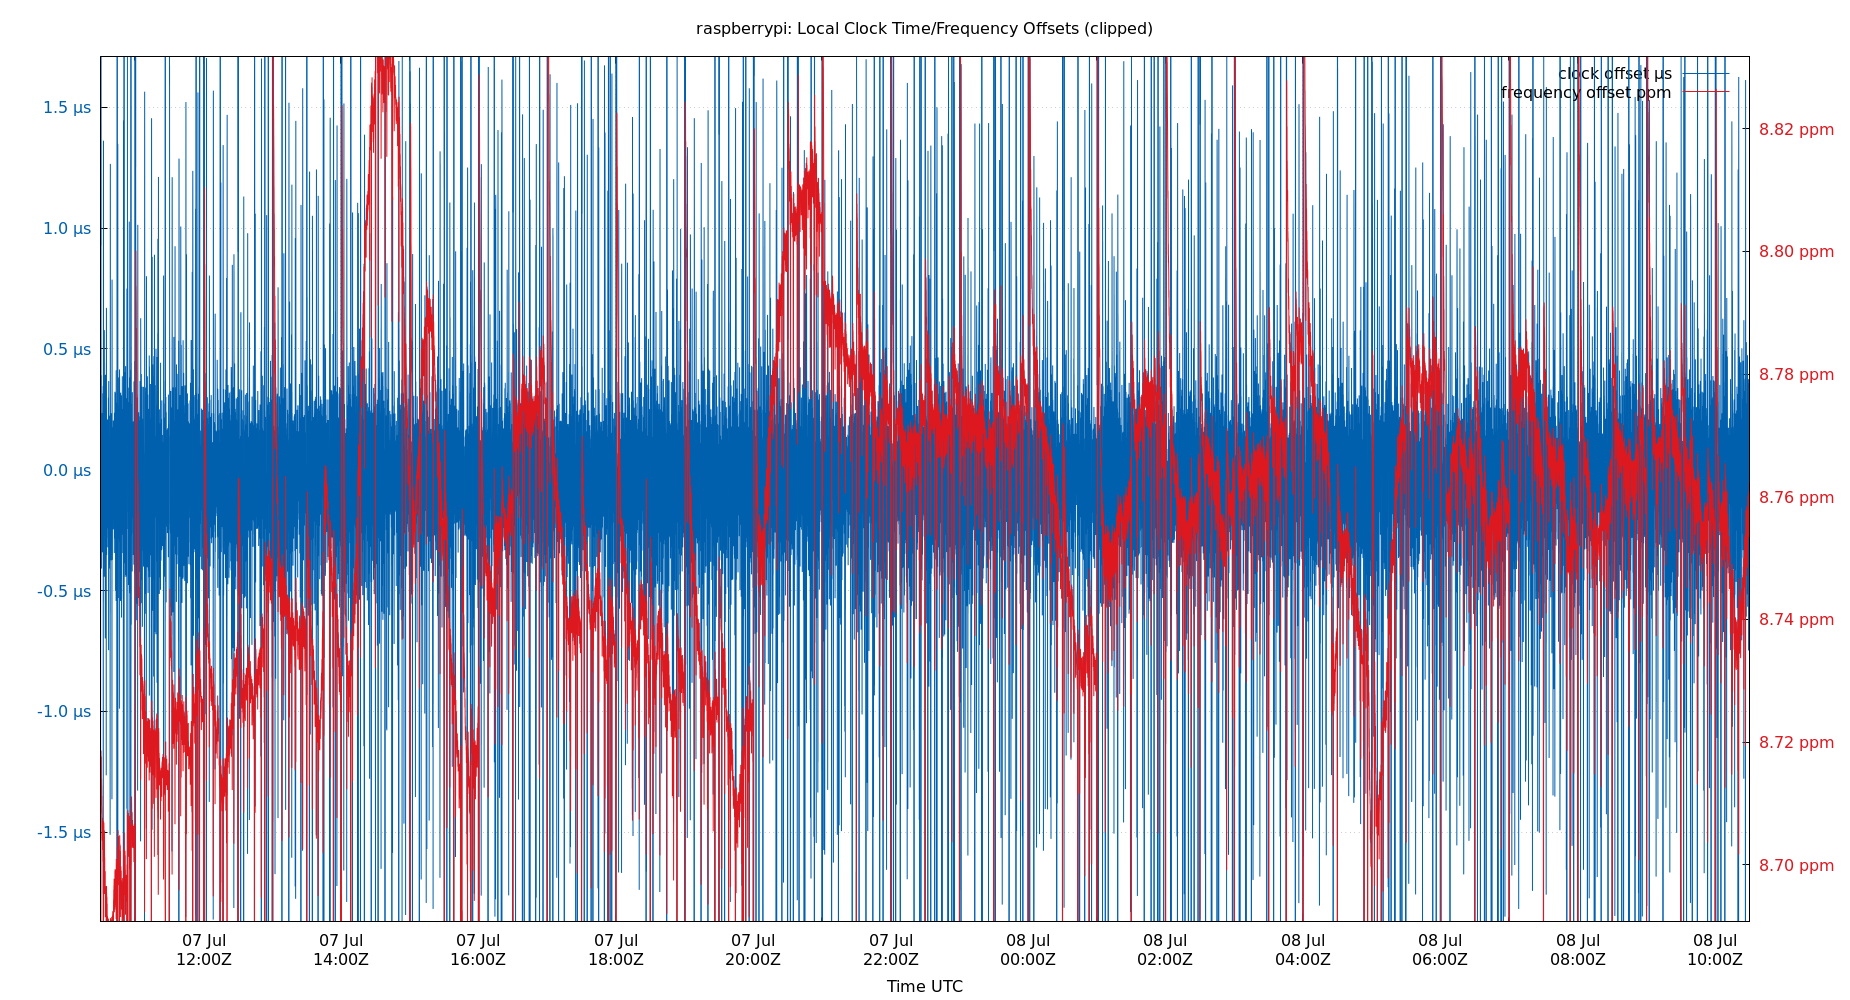 raspberrypi: Local Clock Time/Frequency Offsets (clipped)
clock offset µs
frequency offset ppm
1.5 µs
1.0 µs
0.5 µs
0.0 µs
-0.5 µs
-1.0 µs
-1.5 µs
8.82 ppm
8.80 ppm
8.78 ppm
8.76 ppm
8.74 ppm
8.72 ppm
8.70 ppm
07 Jul 07 Jul 07 Jul 07 Jul 07 Jul 07 Jul 08 Jul 08 Jul 08 Jul 08 Jul 08 Jul 08 Jul
12:00Z 14:00Z 16:00Z 18:00Z 20:00Z 22:00Z 00:00Z 02:00Z 04:00Z 06:00Z 08:00Z 10:00Z
Time UTC